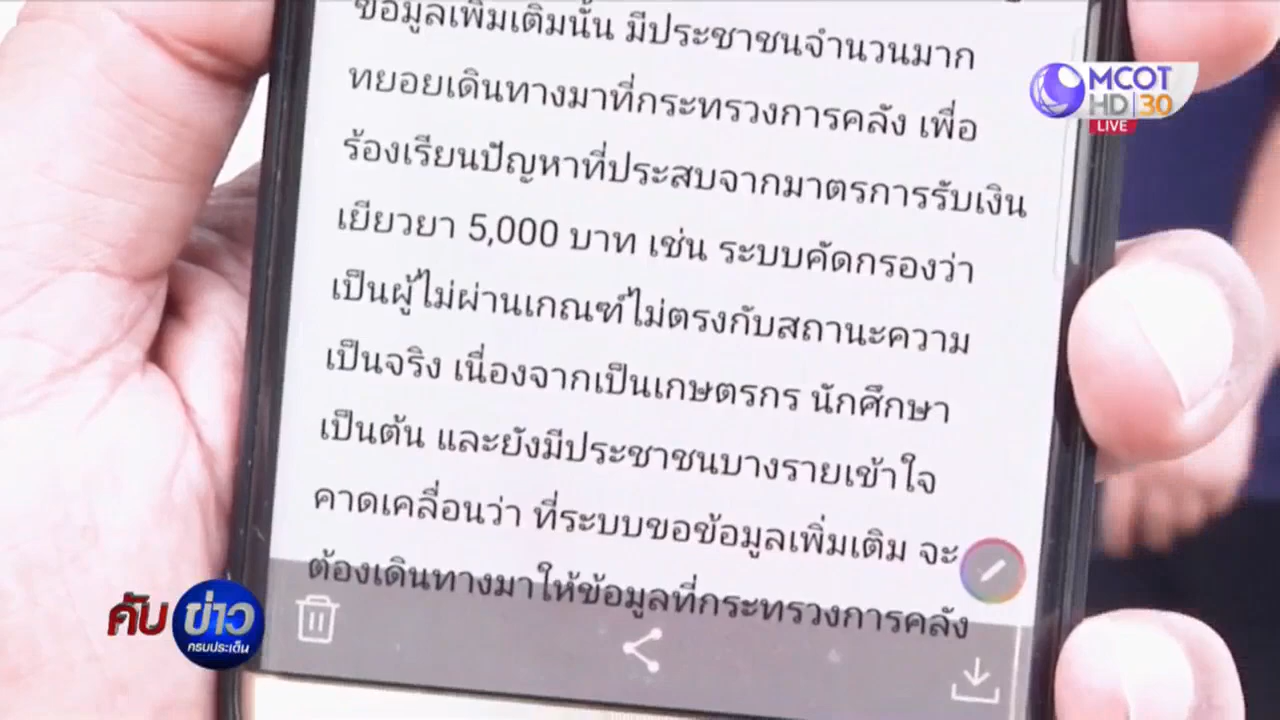 ข้อมูลเพิ่มเติมนั้น มีประชาชนจำนวนมาก
ทยอยเดินทางมาที่กระทรวงการคลัง เพื่อ
ร้องเรียนปัญหาที่ประสบจากมาตรการรับเงิน
เยียวยา 5,000 บาท เช่น ระบบคัดกรองว่า
เป็นผู้ไม่ผ่านเกณฑ์ไม่ตรงกับสถานะความ
เป็นจริง เนื่องจากเป็นเกษตรกร นักศึกษา
เป็นต้น และยังมีประชาชนบางรายเข้าใจ
คาดเคลื่อนว่า ที่ระบบขอข้อมูลเพิ่มเติม จะ
ต้องเดินทางมาให้ข้อมูลที่กระทรวงการคลัง
MCOT
HD 30
LIVE
คับ ข่าว
ครบประเด็น